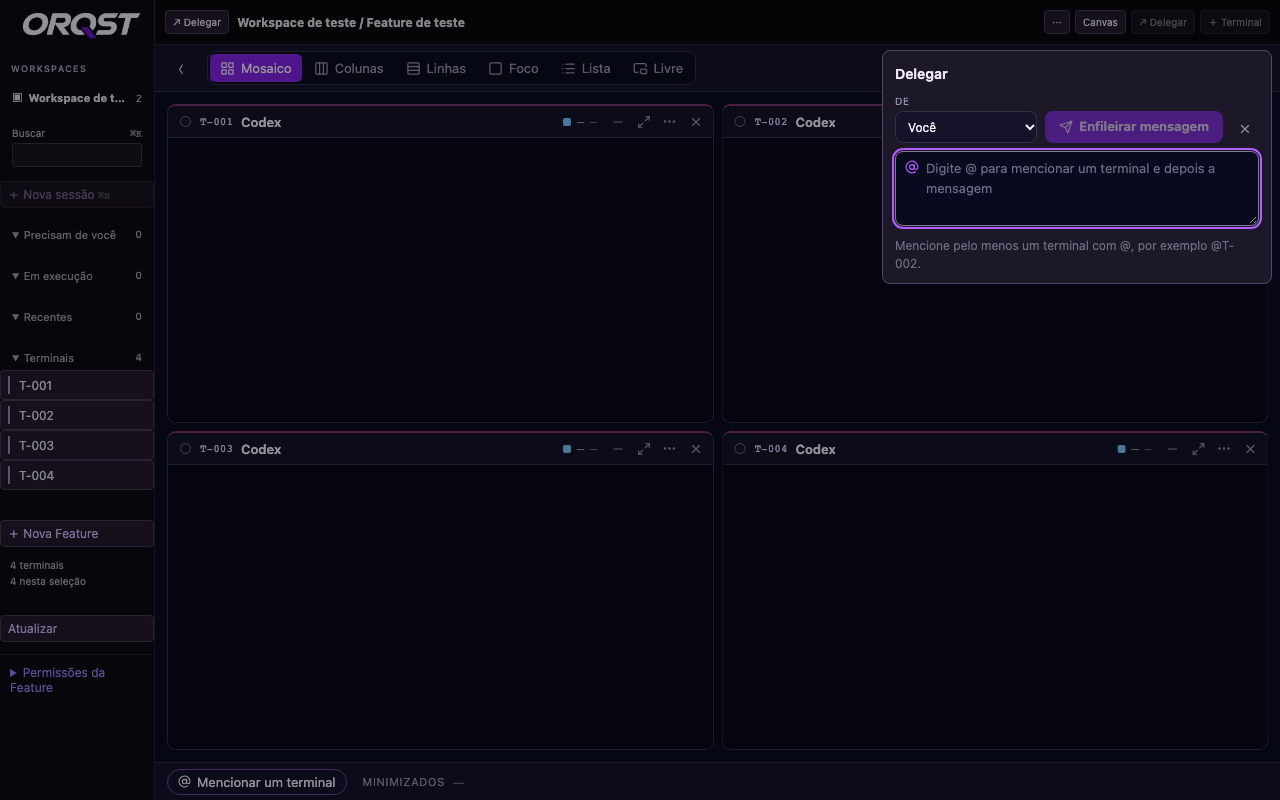 ORQST
Delegar
Workspace de teste / Feature de teste
···
Canvas
Delegar
+ Terminal
WORKSPACES
Workspace de t... 2
Buscar ⌘K
+ Nova sessão ⌘N
Precisam de você 0
Em execução 0
Recentes 0
Terminais 4
T-001
T-002
T-003
T-004
+ Nova Feature
4 terminais
4 nesta seleção
Atualizar
Permissões da
Feature
Mosaico
Colunas
Linhas
Foco
Lista
Livre
T-001 Codex
T-002 Codex
T-003 Codex
T-004 Codex
Delegar
DE
Você
Enfileirar mensagem
@ Digite @ para mencionar um terminal e depois a
mensagem
Mencione pelo menos um terminal com @, por exemplo @T-
002.
@ Mencionar um terminal
MINIMIZADOS —